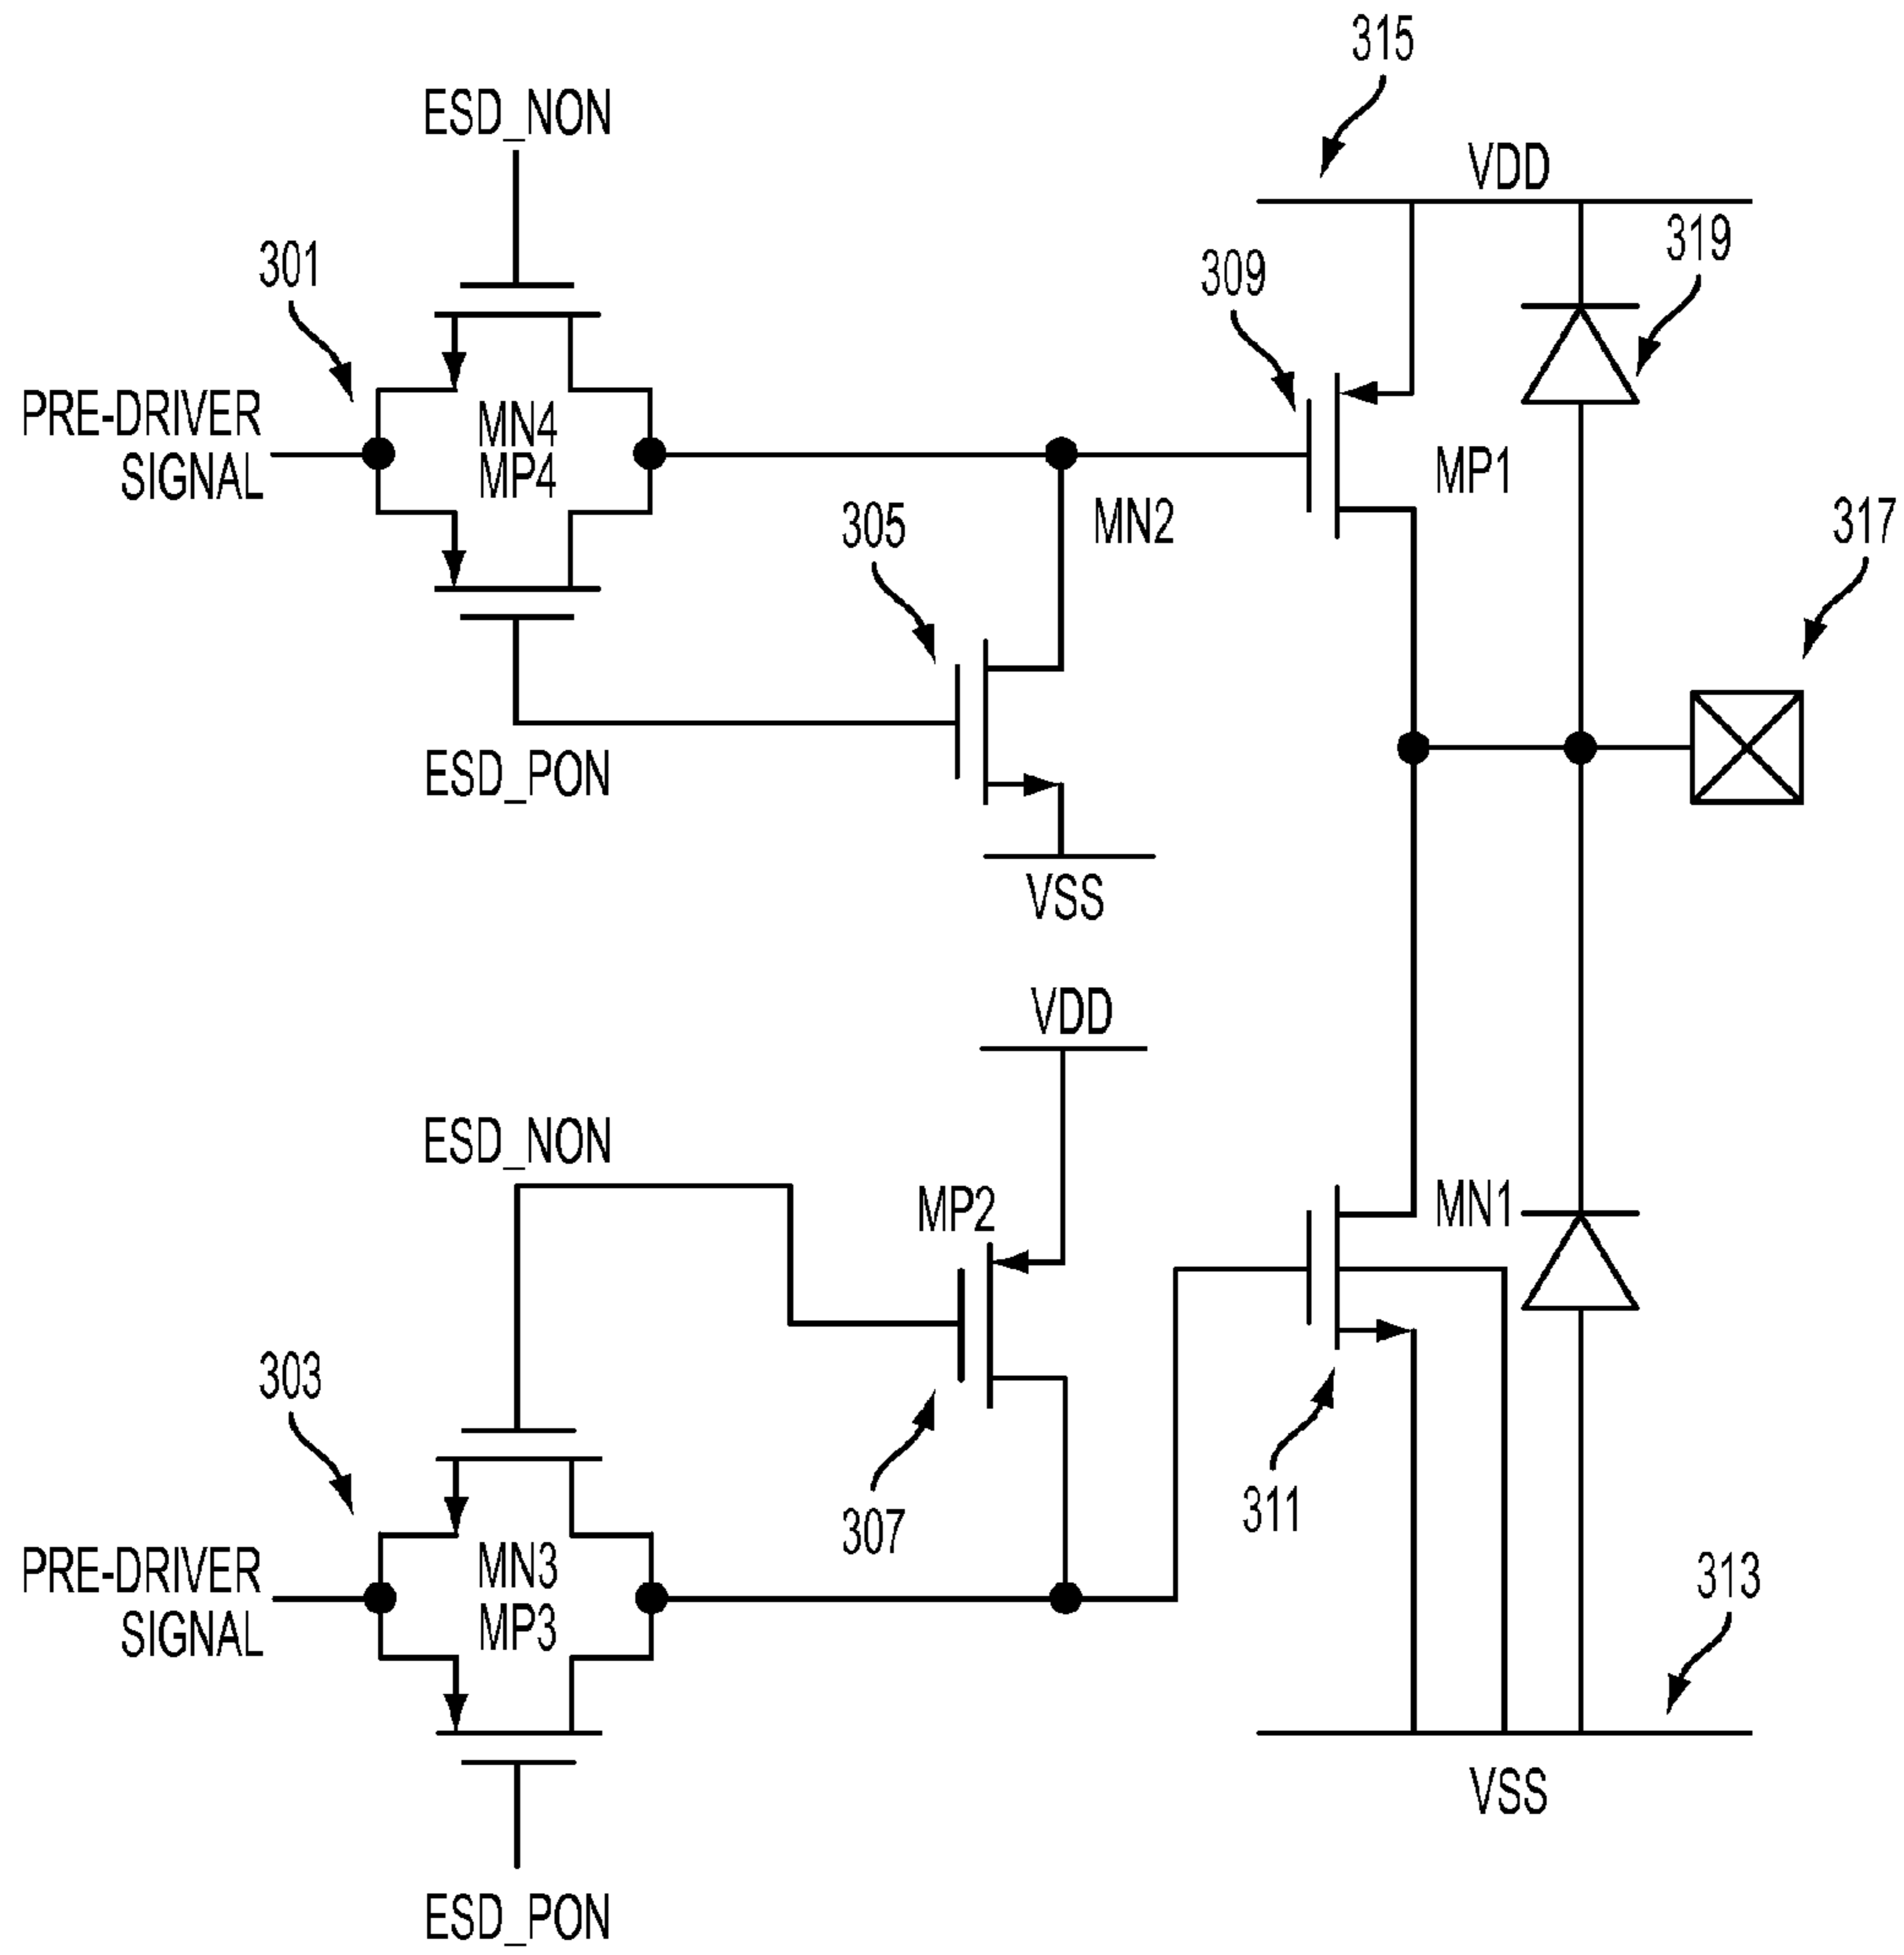 315
ESD_NON
VDD
319
301
309
PRE-DRIVER
SIGNAL
MN4
MP4
MP1
MN2
305
317
ESD_PON
VSS
VDD
ESD_NON
MP2
MN1
303
307
311
PRE-DRIVER
SIGNAL
MN3
MP3
313
VSS
ESD_PON